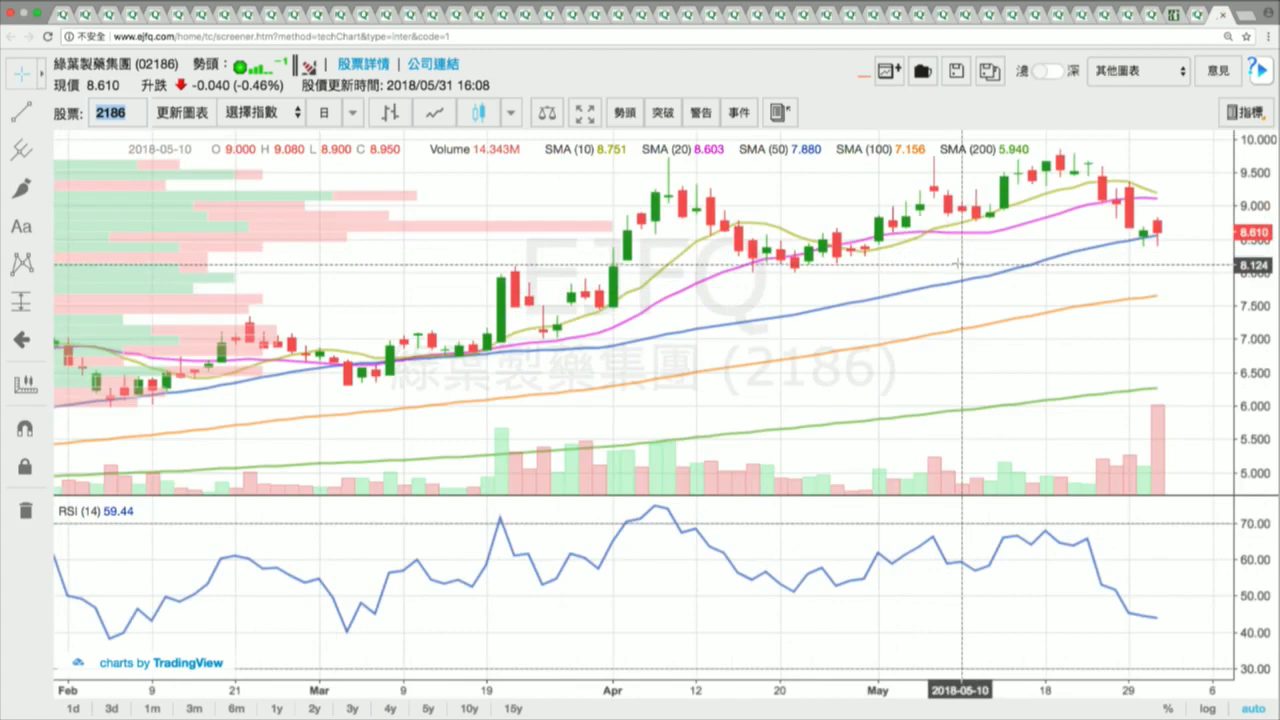 不安全 www.ejfq.com/home/tc/screener.htm?method=techChart&type=inter&code=1
綠葉製藥集團 (02186) 勢頭： -1 股票詳情 公司連結
現價 8.610 升跌 -0.040 (-0.46%) 股價更新時間: 2018/05/31 16:08
滬 深 其他圖表 意見 ?
股票: 2186 更新圖表 選擇指數 日 勢頭 突破 警告 事件 指標
2018-05-10 O 9.000 H 9.080 L 8.900 C 8.950 Volume 14.343M SMA (10) 8.751 SMA (20) 8.603 SMA (50) 7.880 SMA (100) 7.156 SMA (200) 5.940
EJFQ
綠葉製藥集團 (2186)
Aa
10.000
9.500
9.000
8.610
8.124
7.500
7.000
6.500
6.000
5.500
5.000
RSI (14) 59.44
70.00
60.00
50.00
40.00
30.00
charts by TradingView
Feb 9 21 Mar 9 19 Apr 12 20 May 2018-05-10 18 29 6
1d 3d 1m 3m 6m 1y 2y 3y 4y 5y 10y 15y % log auto